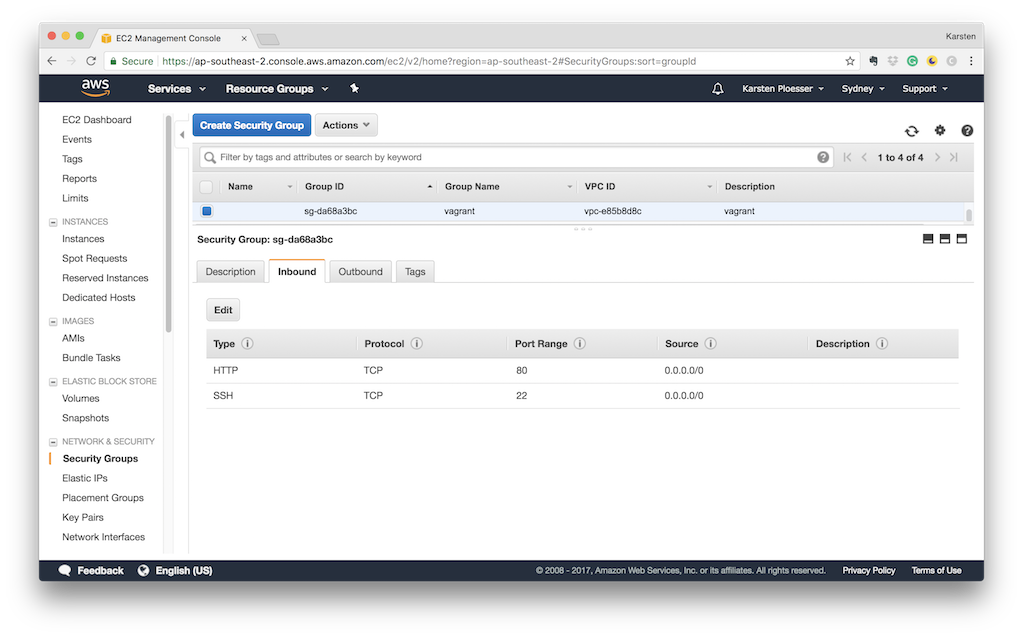 EC2 Management Console
Karsten
Secure https://ap-southeast-2.console.aws.amazon.com/ec2/v2/home?region=ap-southeast-2#SecurityGroups:sort=groupId
aws Services Resource Groups Karsten Ploesser Sydney Support
EC2 Dashboard
Events
Tags
Reports
Limits
INSTANCES
Instances
Spot Requests
Reserved Instances
Dedicated Hosts
IMAGES
AMIs
Bundle Tasks
ELASTIC BLOCK STORE
Volumes
Snapshots
NETWORK & SECURITY
Security Groups
Elastic IPs
Placement Groups
Key Pairs
Network Interfaces
Create Security Group Actions
Filter by tags and attributes or search by keyword 1 to 4 of 4
Name Group ID Group Name VPC ID Description
sg-da68a3bc vagrant vpc-e85b8d8c vagrant
Security Group: sg-da68a3bc
Description Inbound Outbound Tags
Edit
Type Protocol Port Range Source Description
HTTP TCP 80 0.0.0.0/0
SSH TCP 22 0.0.0.0/0
Feedback English (US) © 2008 - 2017, Amazon Web Services, Inc. or its affiliates. All rights reserved. Privacy Policy Terms of Use